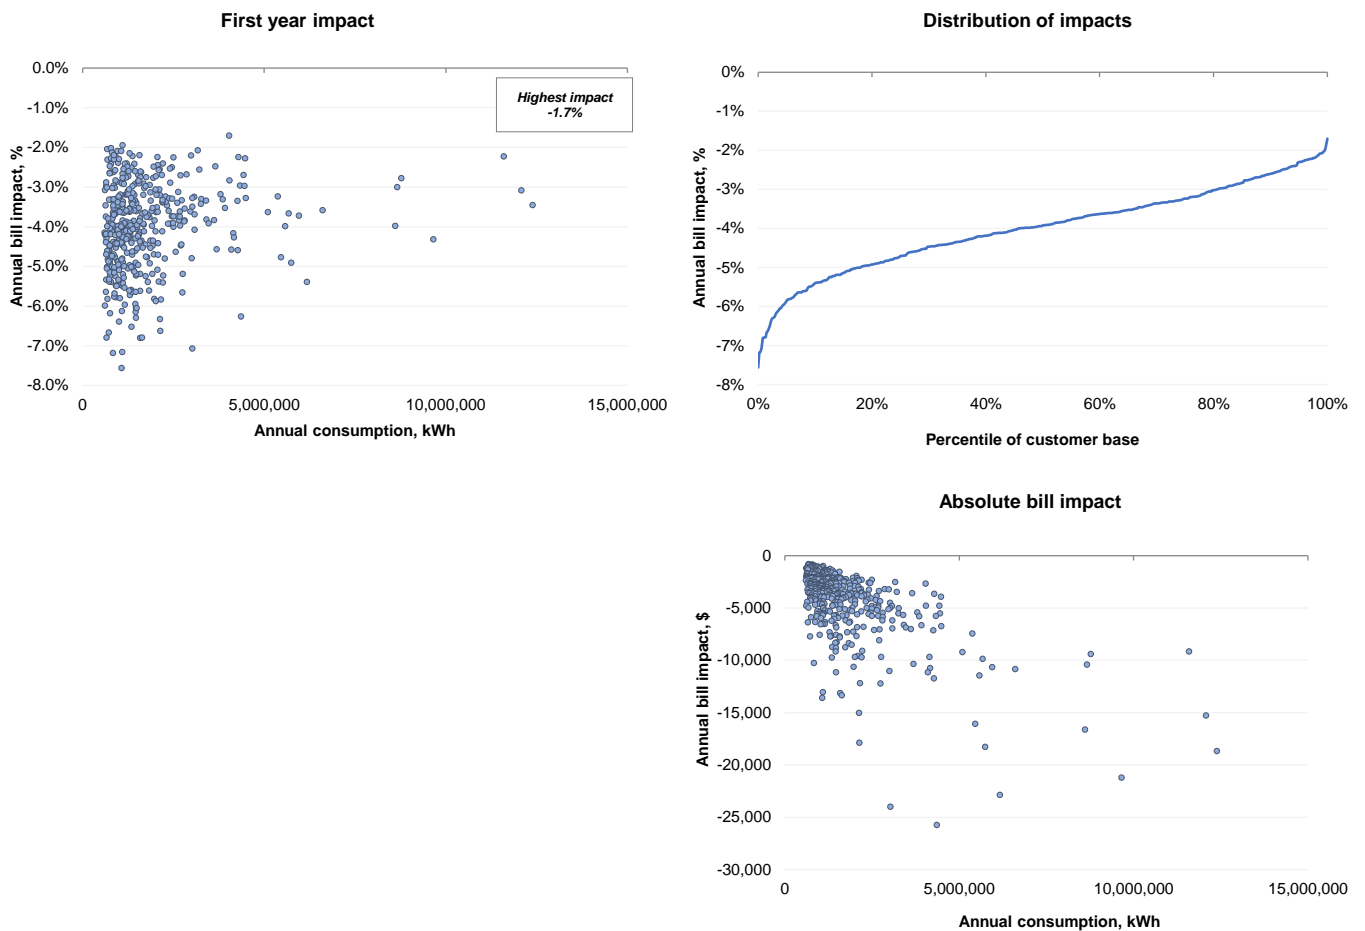 First year impact
0.0%
-1.0%
-2.0%
-3.0%
-4.0%
-5.0%
-6.0%
-7.0%
-8.0%
Annual bill impact, %
Highest impact
-1.7%
0 5,000,000 10,000,000 15,000,000
Annual consumption, kWh
Distribution of impacts
0%
-1%
-2%
-3%
-4%
-5%
-6%
-7%
-8%
Annual bill impact, %
0% 20% 40% 60% 80% 100%
Percentile of customer base
Absolute bill impact
0
-5,000
-10,000
-15,000
-20,000
-25,000
-30,000
Annual bill impact, $
0 5,000,000 10,000,000 15,000,000
Annual consumption, kWh